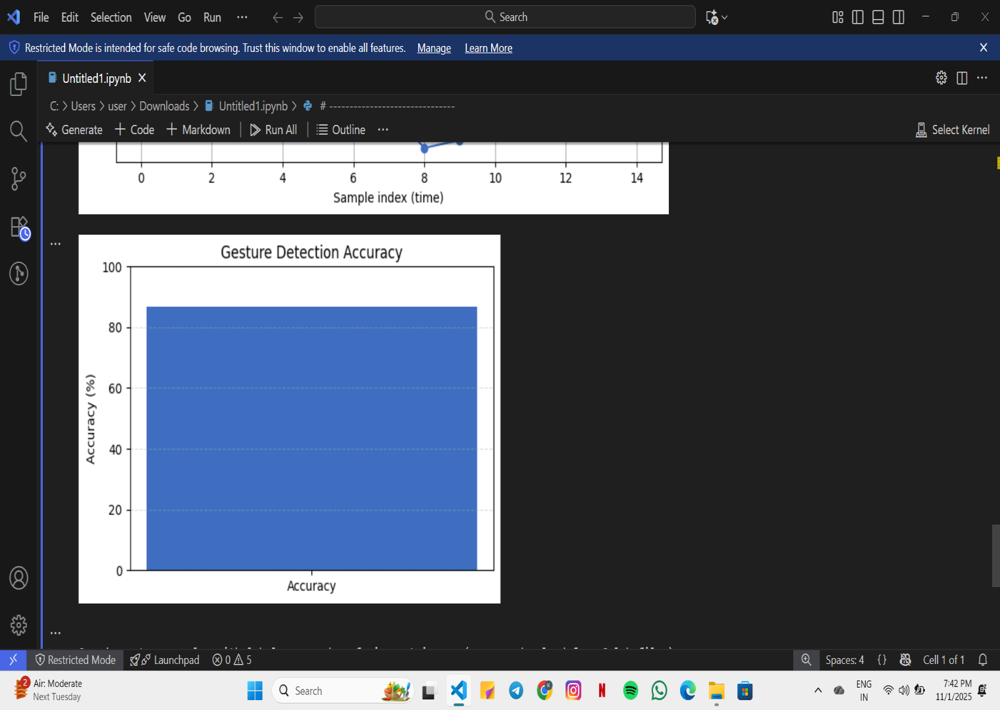 File Edit Selection View Go Run ··· Search
Restricted Mode is intended for safe code browsing. Trust this window to enable all features. Manage Learn More
Untitled1.ipynb
C: > Users > user > Downloads > Untitled1.ipynb > # -------------------------------
Generate + Code + Markdown Run All Outline ··· Select Kernel
0 2 4 6 8 10 12 14
Sample index (time)
Gesture Detection Accuracy
100
80
60
40
20
0
Accuracy (%)
Accuracy
Restricted Mode Launchpad 0 5 Spaces: 4 {} Cell 1 of 1
2 Air: Moderate
Next Tuesday
Search
K
N
ENG
IN
7:42 PM
11/1/2025